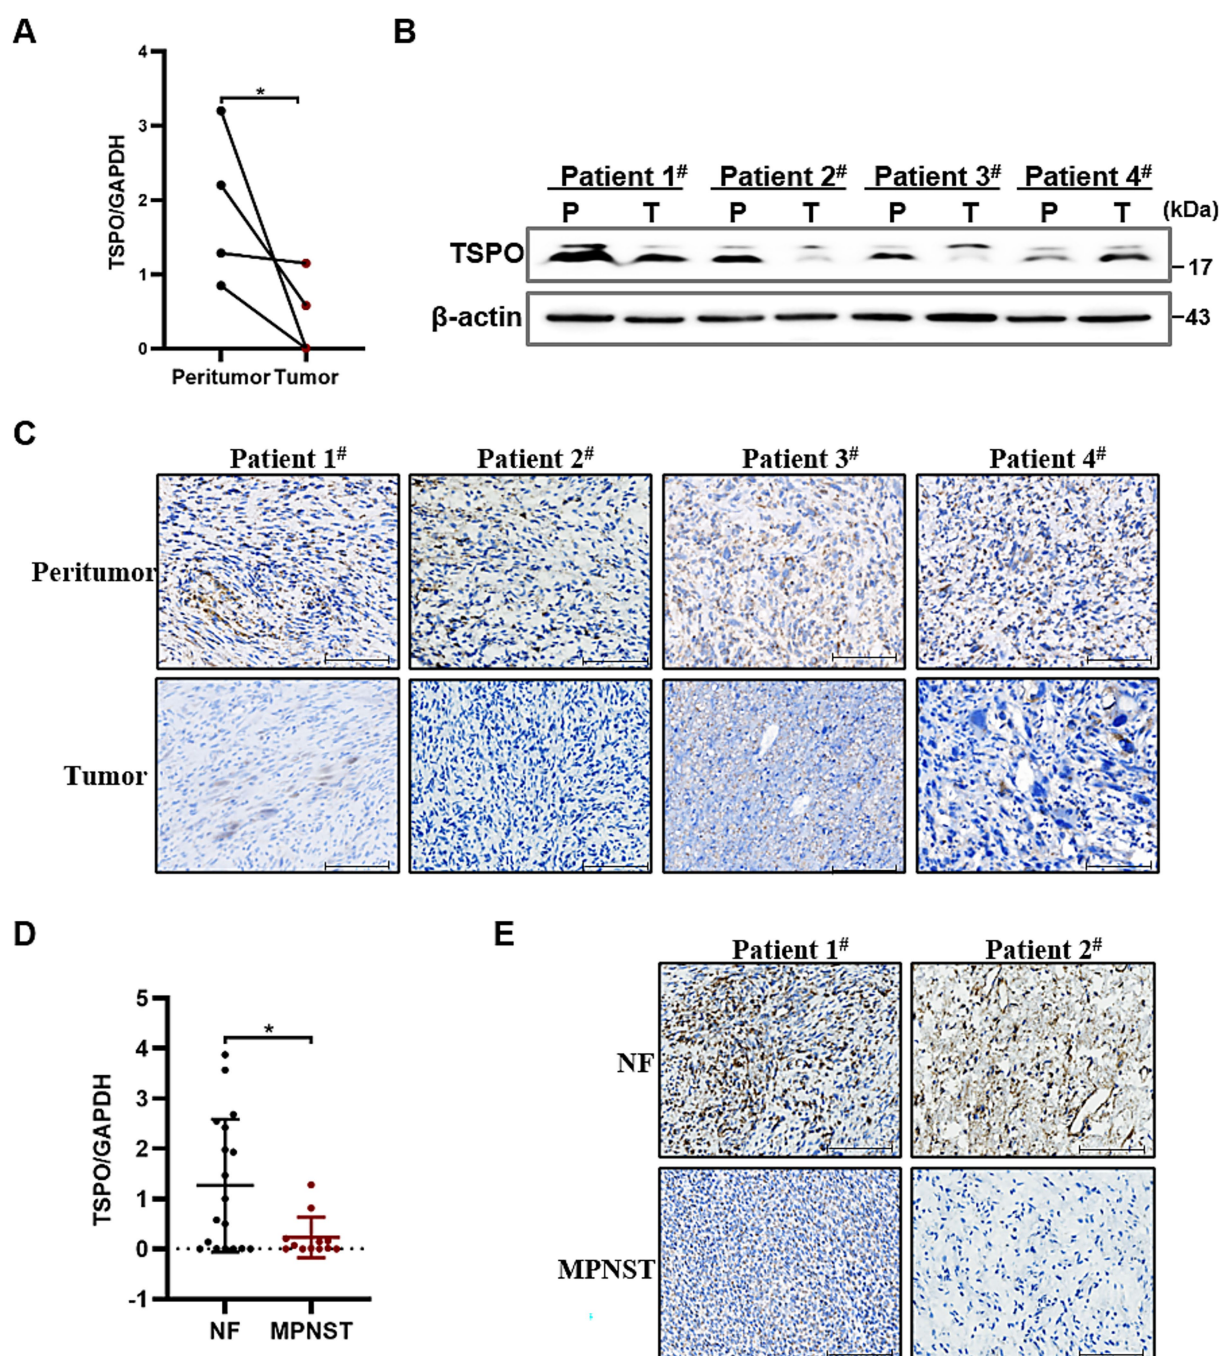 A
B
4
3
2
1
0
TSPO/GAPDH
*
Peritumor Tumor
Patient 1# Patient 2# Patient 3# Patient 4#
P T P T P T P T (kDa)
TSPO
17
β-actin
43
C
Patient 1# Patient 2# Patient 3# Patient 4#
Peritumor
Tumor
D
5
4
3
2
1
0
-1
TSPO/GAPDH
*
NF MPNST
E
Patient 1# Patient 2#
NF
MPNST